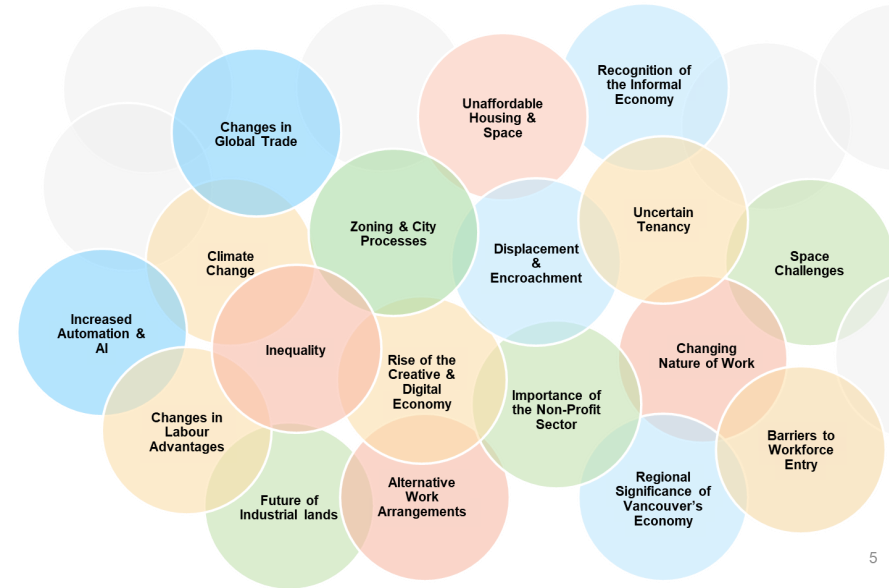 Recognition of
the Informal
Economy
Unaffordable
Housing &
Space
Changes in
Global Trade
Uncertain
Tenancy
Zoning & City
Processes
Displacement
&
Encroachment
Space
Challenges
Climate
Change
Increased
Automation &
AI
Inequality
Changing
Nature of Work
Rise of the
Creative &
Digital
Economy
Importance of
the Non-Profit
Sector
Changes in
Labour
Advantages
Barriers to
Workforce
Entry
Alternative
Work
Arrangements
Regional
Significance of
Vancouver's
Economy
Future of
Industrial lands
5